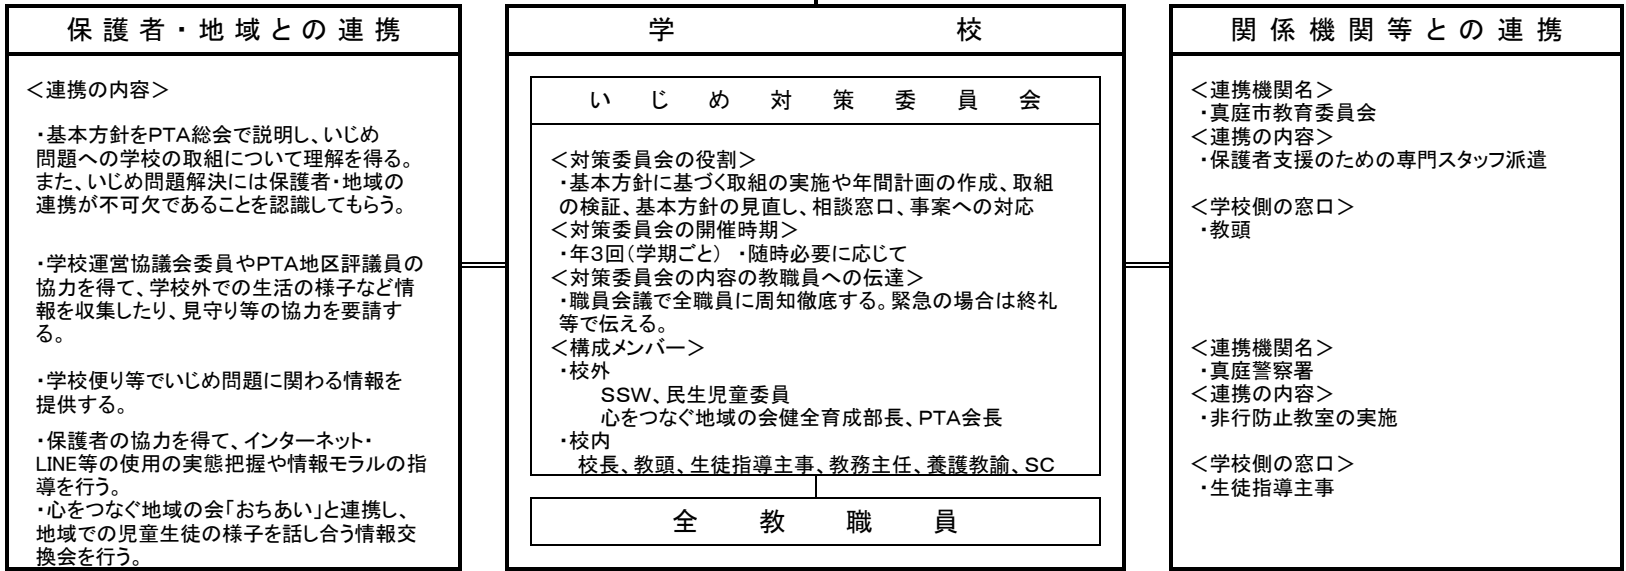 保護者・地域との連携
＜連携の内容＞
・基本方針をPTA総会で説明し、いじめ
問題への学校の取組について理解を得る。
また、いじめ問題解決には保護者・地域の
連携が不可欠であることを認識してもらう。
・学校運営協議会委員やPTA地区評議員の
協力を得て、学校外での生活の様子など情
報を収集したり、見守り等の協力を要請す
る。
・学校便り等でいじめ問題に関わる情報を
提供する。
・保護者の協力を得て、インターネット・
LINE等の使用の実態把握や情報モラルの指
導を行う。
・心をつなぐ地域の会「おちあい」と連携し、
地域での児童生徒の様子を話し合う情報交
換会を行う。
学校
いじめ対策委員会
＜対策委員会の役割＞
・基本方針に基づく取組の実施や年間計画の作成、取組
の検証、基本方針の見直し、相談窓口、事案への対応
＜対策委員会の開催時期＞
・年3回（学期ごと） ・随時必要に応じて
＜対策委員会の内容の教職員への伝達＞
・職員会議で全職員に周知徹底する。緊急の場合は終礼
等で伝える。
＜構成メンバー＞
・校外
SSW、民生児童委員
心をつなぐ地域の会健全育成部長、PTA会長
・校内
校長、教頭、生徒指導主事、教務主任、養護教諭、SC
全教職員
関係機関等との連携
＜連携機関名＞
・真庭市教育委員会
＜連携の内容＞
・保護者支援のための専門スタッフ派遣
＜学校側の窓口＞
・教頭
＜連携機関名＞
・真庭警察署
＜連携の内容＞
・非行防止教室の実施
＜学校側の窓口＞
・生徒指導主事